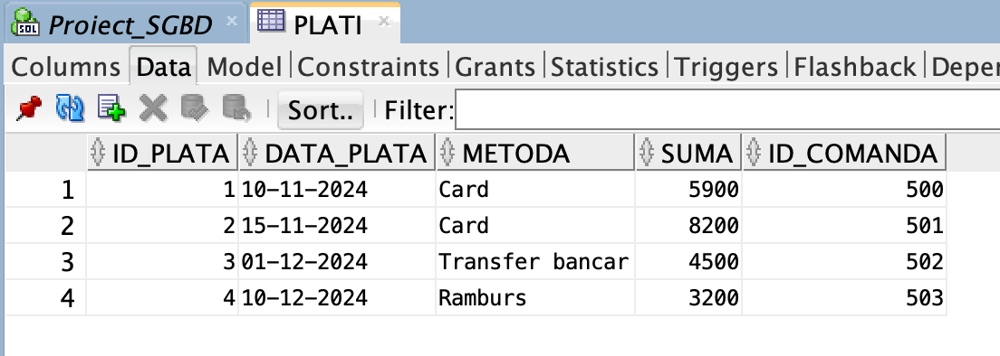 Proiect_SGBD PLATI
Columns Data Model Constraints Grants Statistics Triggers Flashback Deper
Sort.. Filter:
ID_PLATA DATA_PLATA METODA SUMA ID_COMANDA
1 1 10-11-2024 Card 5900 500
2 2 15-11-2024 Card 8200 501
3 3 01-12-2024 Transfer bancar 4500 502
4 4 10-12-2024 Ramburs 3200 503